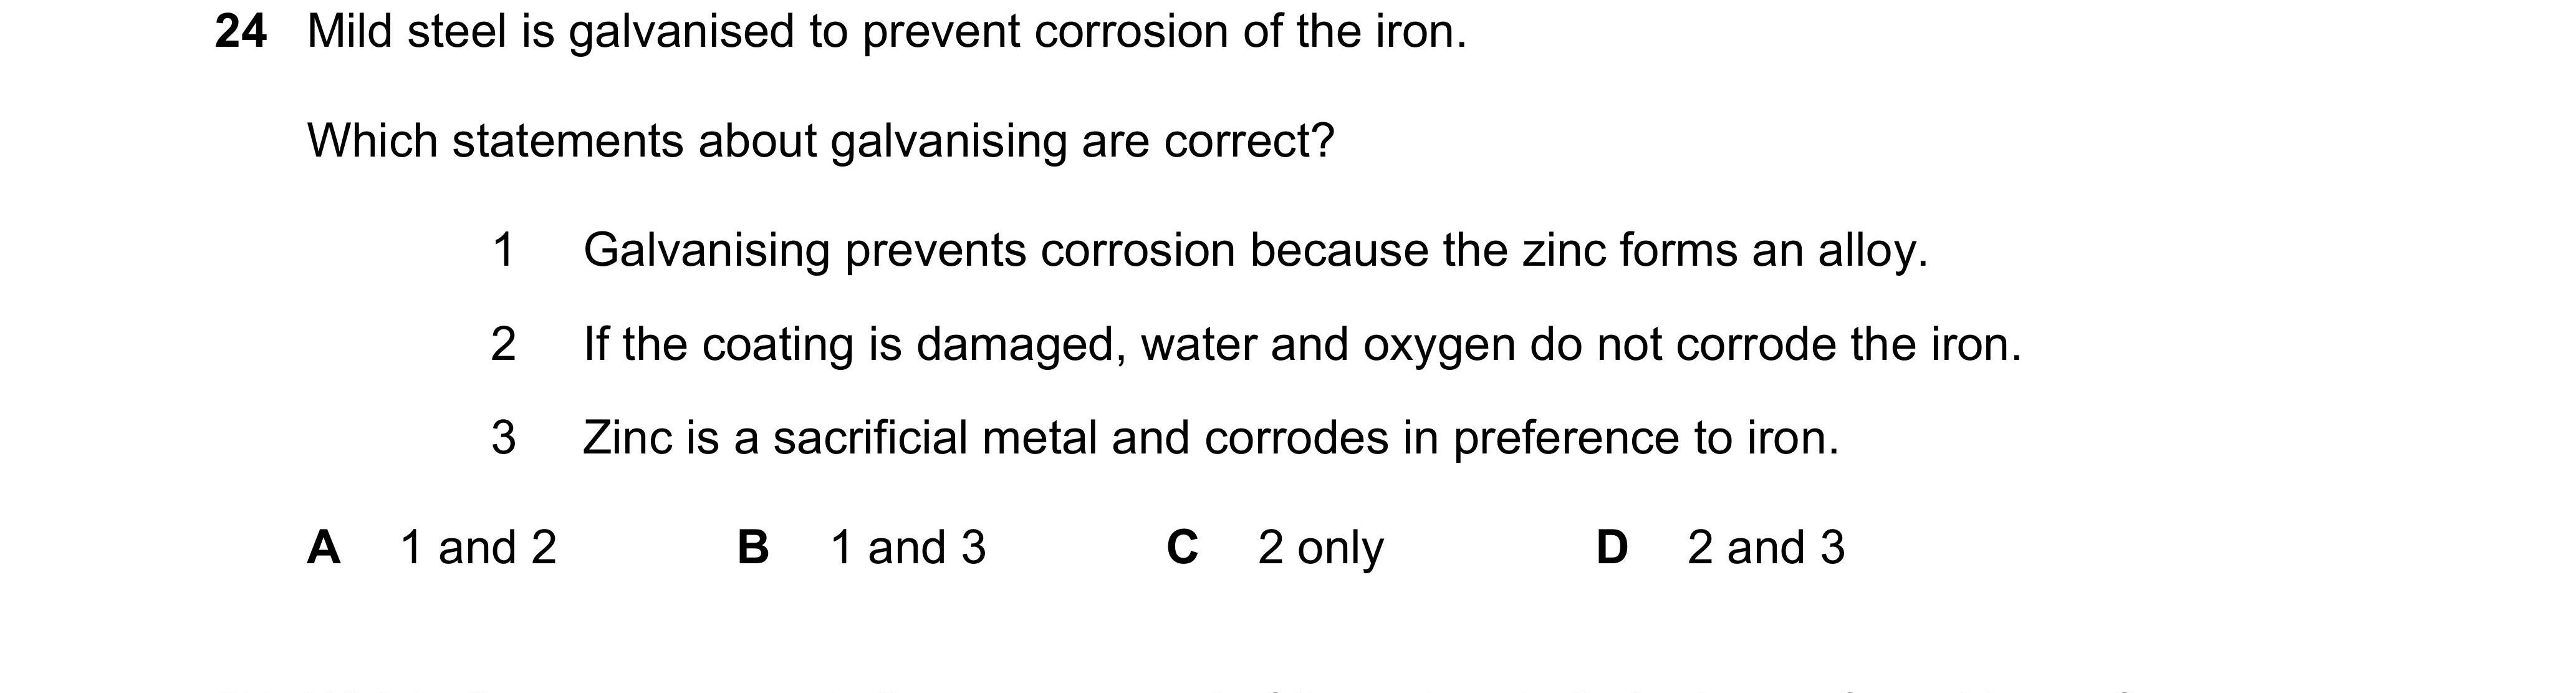 24 Mild steel is galvanised to prevent corrosion of the iron.
Which statements about galvanising are correct?
1 Galvanising prevents corrosion because the zinc forms an alloy.
2 If the coating is damaged, water and oxygen do not corrode the iron.
3 Zinc is a sacrificial metal and corrodes in preference to iron.
A 1 and 2 B 1 and 3 C 2 only D 2 and 3